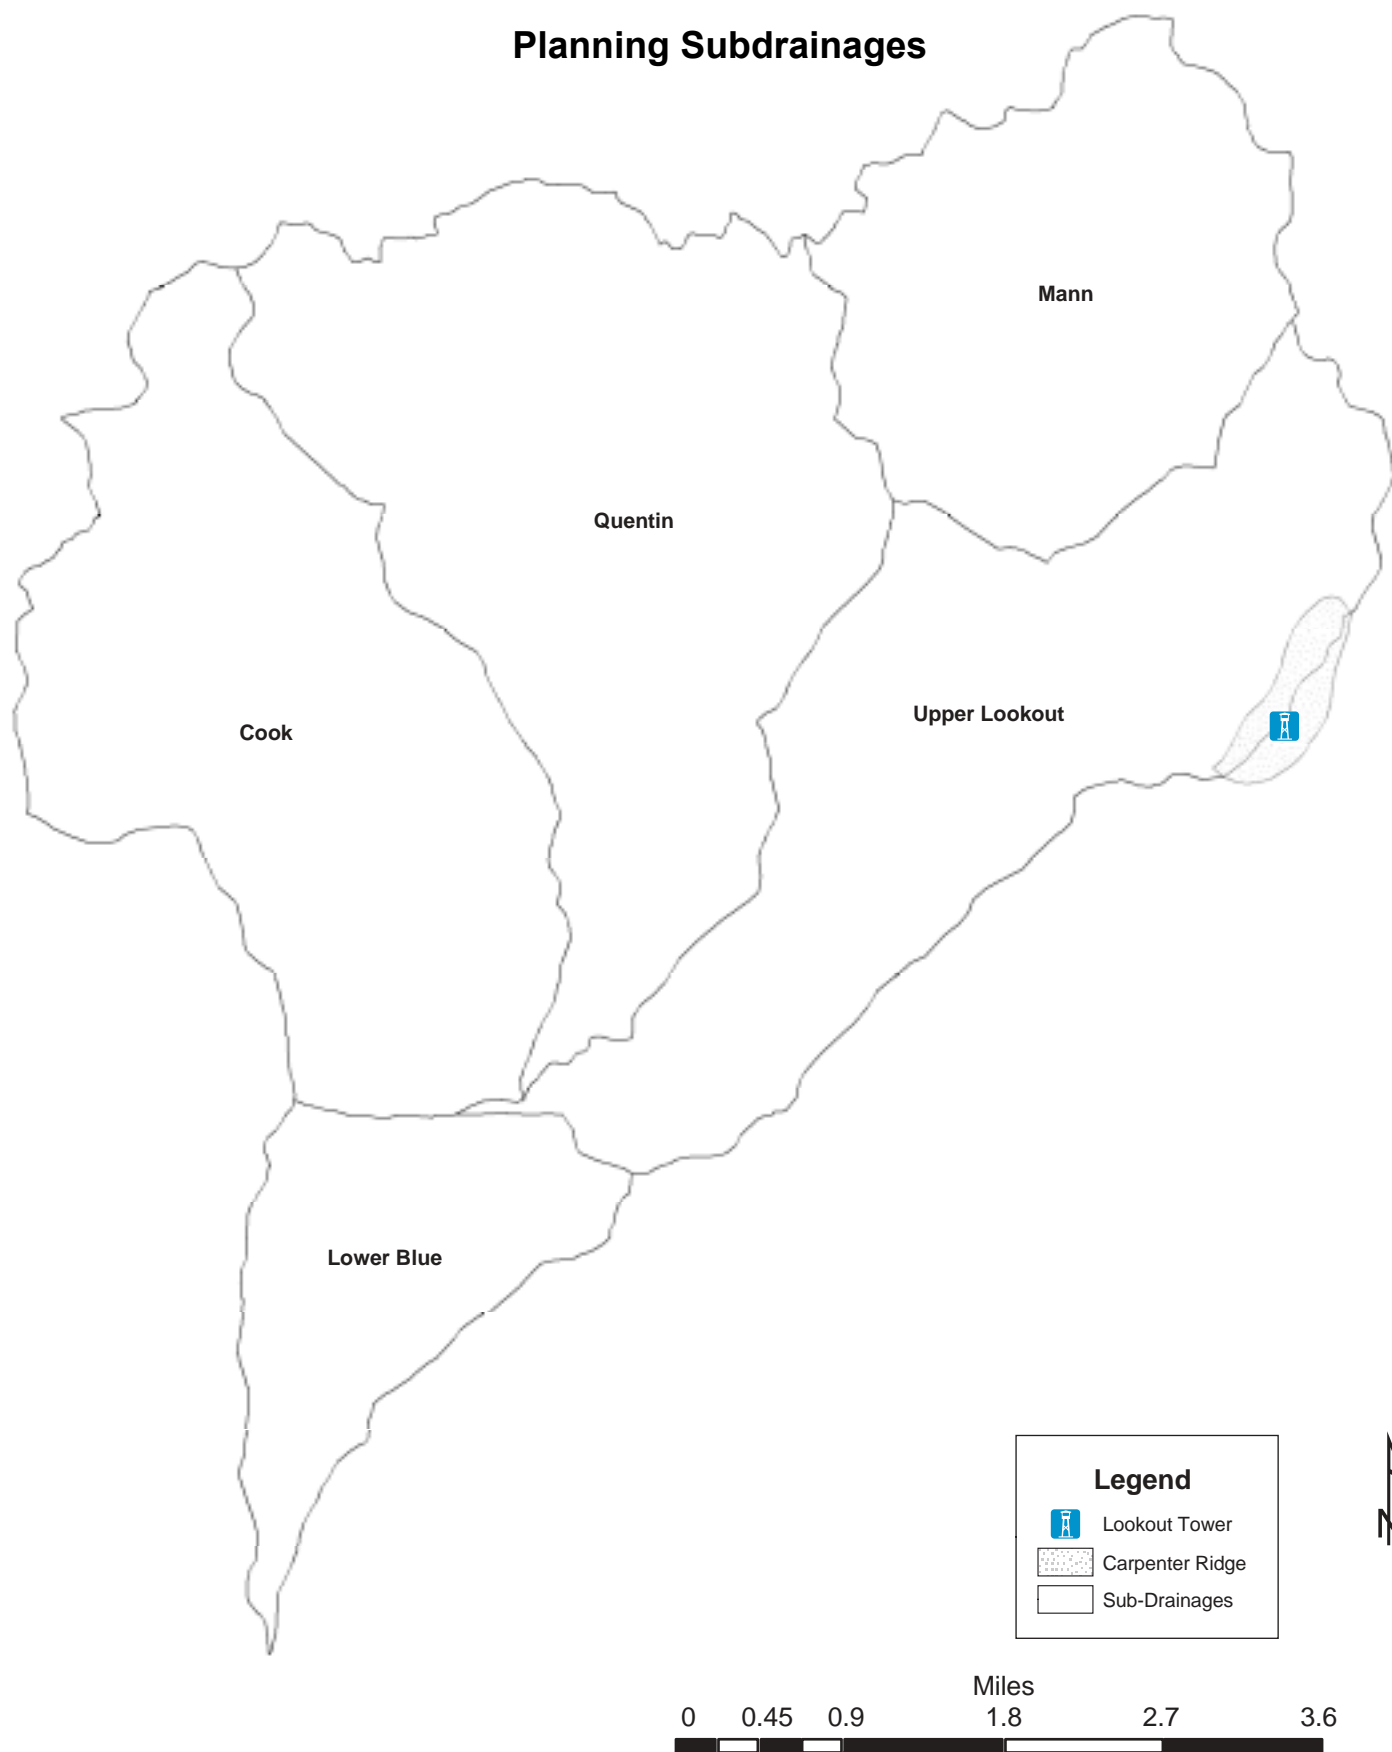 Planning Subdrainages
Mann
Quentin
Upper Lookout
Cook
Lower Blue
Legend
Lookout Tower
Carpenter Ridge
Sub-Drainages
Miles
0 0.45 0.9 1.8 2.7 3.6